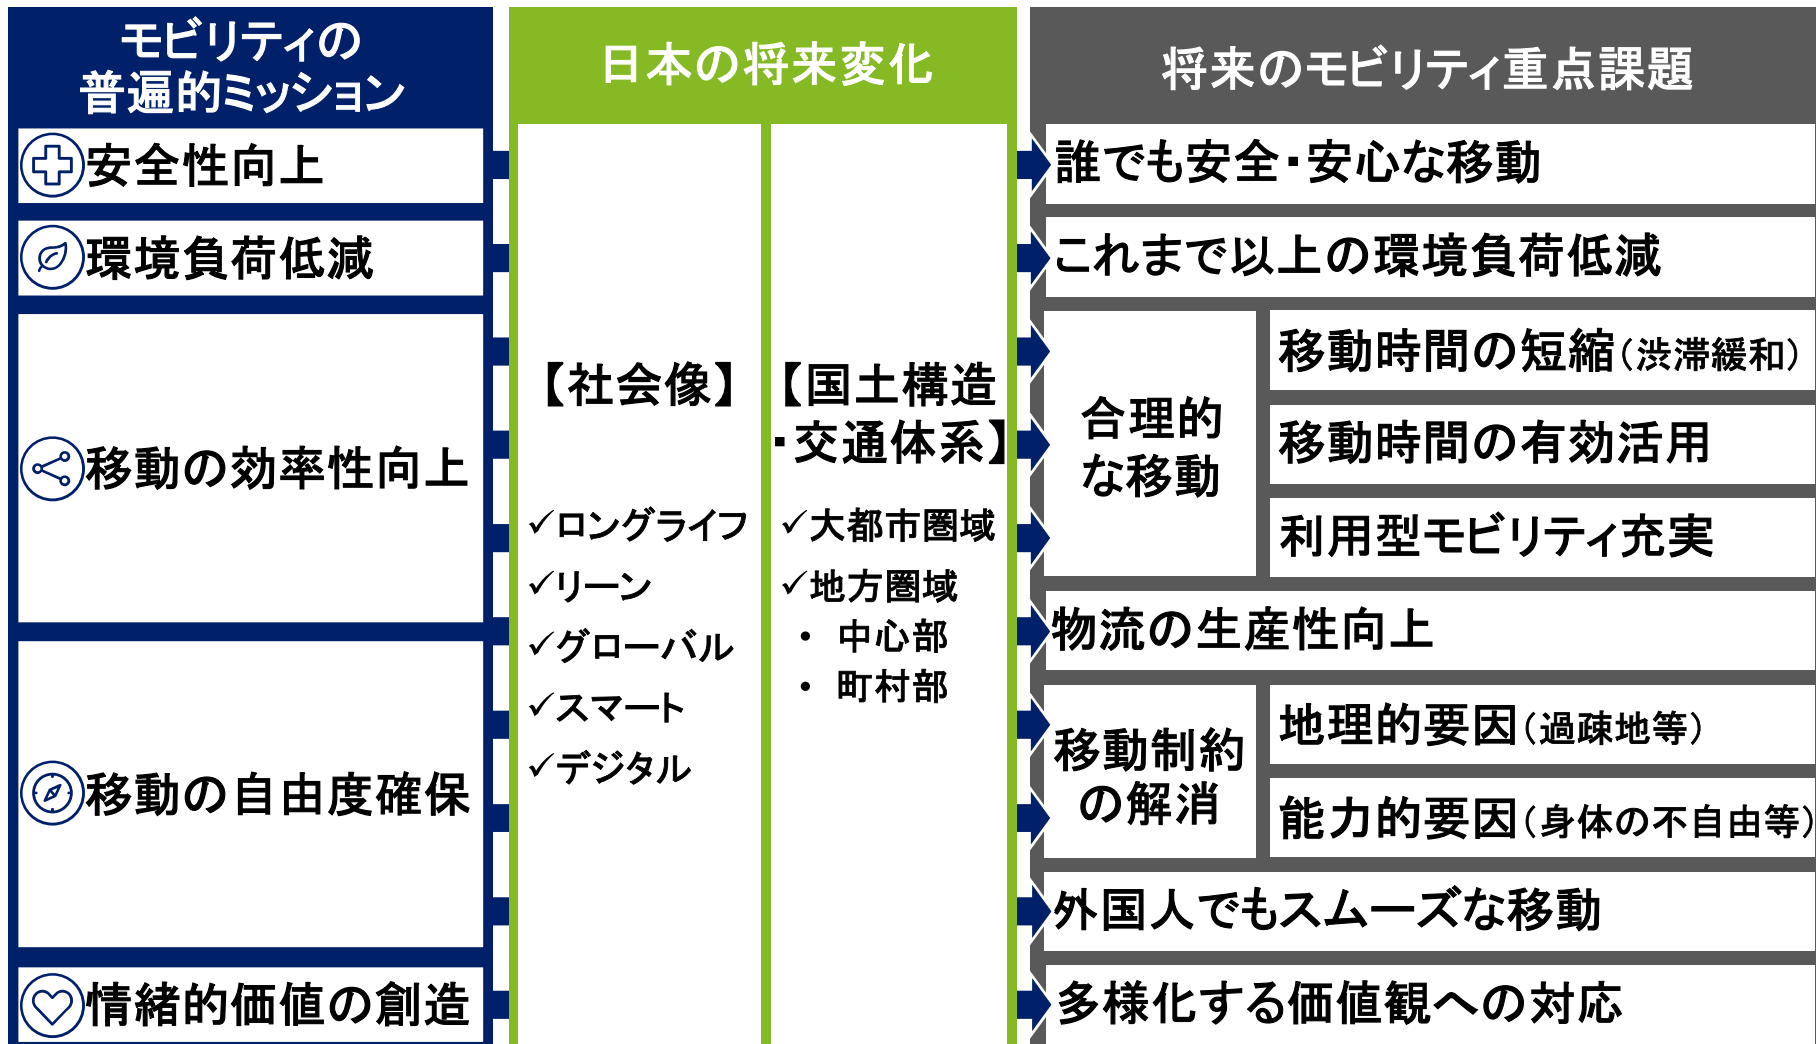 モビリティの
普遍的ミッション
安全性向上
環境負荷低減
移動の効率性向上
移動の自由度確保
情緒的価値の創造
日本の将来変化
【社会像】
✓ロングライフ
✓リーン
✓グローバル
✓スマート
✓デジタル
【国土構造
・交通体系】
✓大都市圏域
✓地方圏域
• 中心部
• 町村部
将来のモビリティ重点課題
誰でも安全・安心な移動
これまで以上の環境負荷低減
合理的
な移動
移動時間の短縮(渋滞緩和)
移動時間の有効活用
利用型モビリティ充実
物流の生産性向上
移動制約
の解消
地理的要因(過疎地等)
能力的要因(身体の不自由等)
外国人でもスムーズな移動
多様化する価値観への対応